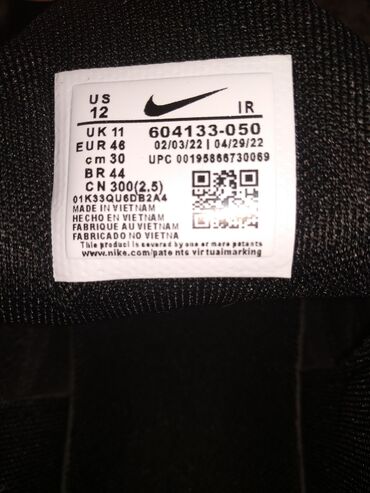 US
12
IR
UK 11
604133-050
EUR 46
02/03/22 | 04/29/22
cm 30
UPC 00195866730069
BR 44
CN 300(2.5)
01K33QU6DB2A4
MADE IN VIETNAM
HECHO EN VIETNAM
FABRIQUE AU VIETNAM
FABRICADO NO VIETNA
This product is covered by one or more patents
www.nike.com/patents virtualmarking